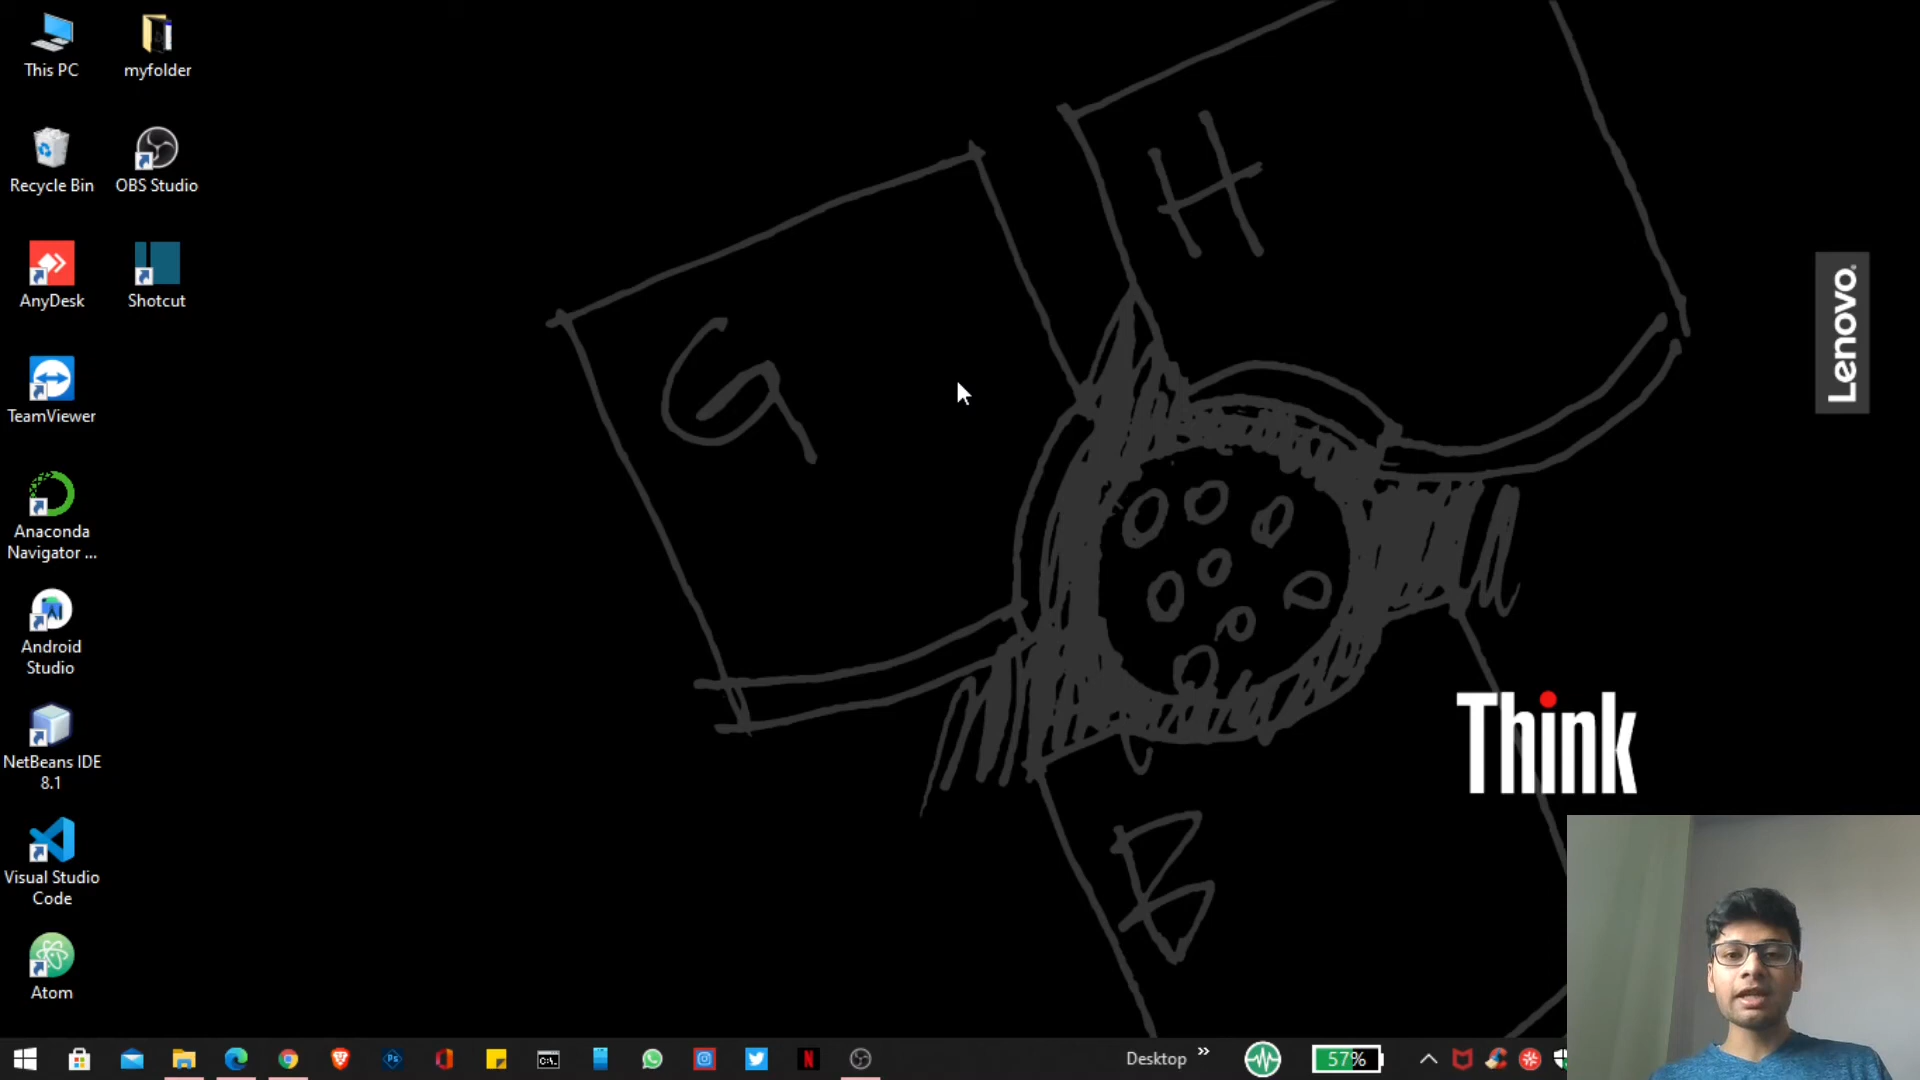 This PC
myfolder
Recycle Bin
OBS Studio
AnyDesk
Shotcut
TeamViewer
Anaconda
Navigator ...
Android
Studio
NetBeans IDE
8.1
Visual Studio
Code
Atom
G
H
B
Lenovo.
Think
Ps
C:\.
N
Desktop
57%